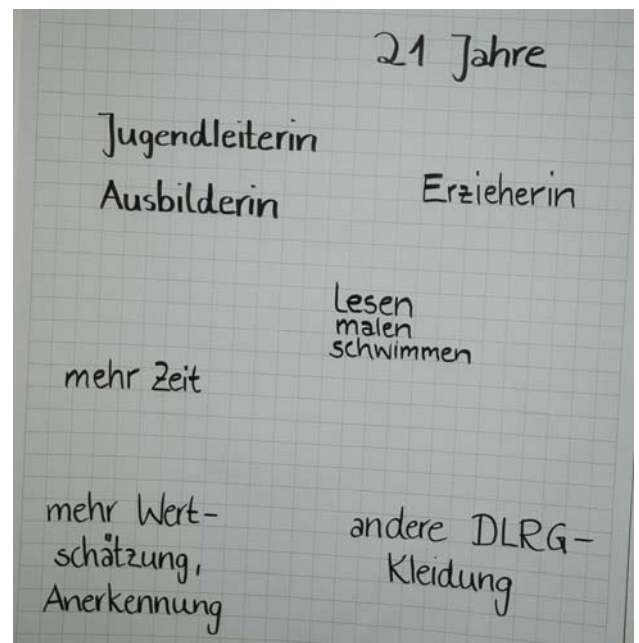 21 Jahre
Jugendleiterin
Ausbilderin
Erzieherin
Lesen
malen
schwimmen
mehr Zeit
mehr Wert-
schätzung,
Anerkennung
andere DLRG-
Kleidung